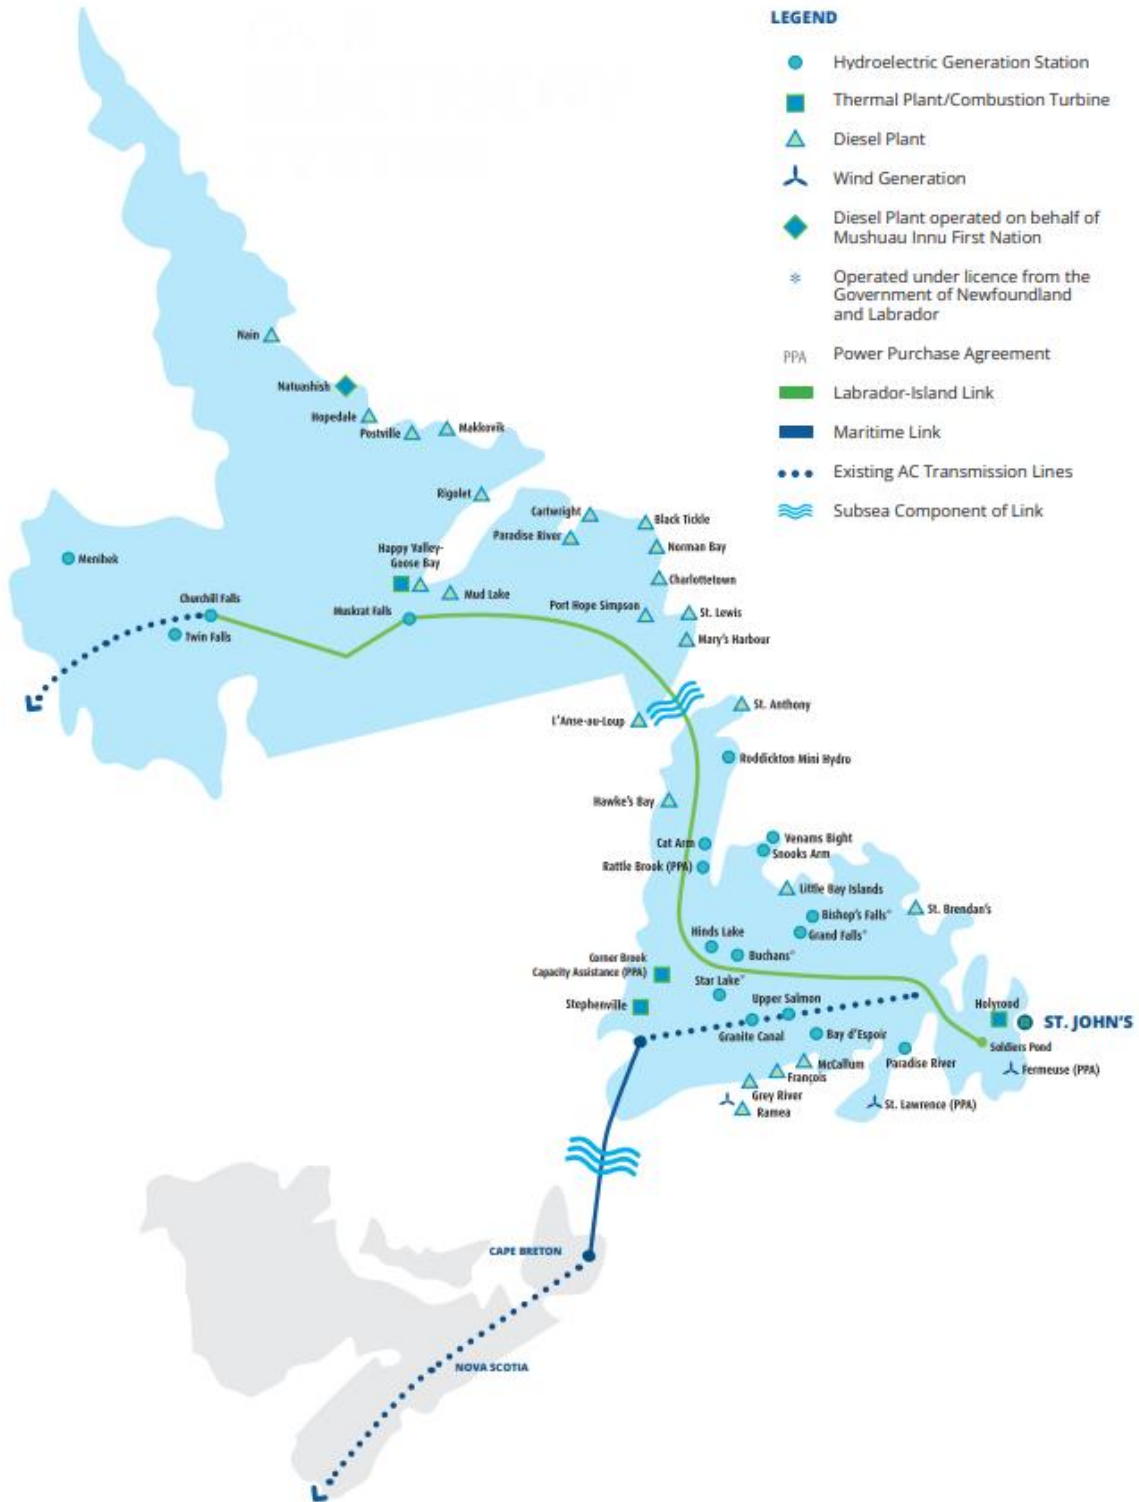 LEGEND
Hydroelectric Generation Station
Thermal Plant/Combustion Turbine
Diesel Plant
Wind Generation
Diesel Plant operated on behalf of
Mushuau Innu First Nation
* Operated under licence from the
Government of Newfoundland
and Labrador
PPA Power Purchase Agreement
Labrador-Island Link
Maritime Link
Existing AC Transmission Lines
Subsea Component of Link
Nain
Natuashish
Hopedale
Postville
Makkovik
Rigolet
Cartwright
Paradise River
Black Tickle
Norman Bay
Happy Valley-
Goose Bay
Menihek
Charlottetown
Mud Lake
Churchill Falls
Muskrat Falls
Port Hope Simpson
St. Lewis
Twin Falls
Mary's Harbour
St. Anthony
L'Anse-au-Loup
Roddickton Mini Hydro
Hawke's Bay
Cat Arm
Venams Bight
Snooks Arm
Rattle Brook (PPA)
Little Bay Islands
St. Brendan's
Bishop's Falls*
Grand Falls*
Hinds Lake
Buchans*
Corner Brook
Capacity Assistance (PPA)
Star Lake*
Upper Salmon
Stephenville
Holyrood
ST. JOHN'S
Granite Canal
Bay d'Espoir
Soldiers Pond
McCallum
Paradise River
Fermeuse (PPA)
François
Grey River
Ramea
St. Lawrence (PPA)
CAPE BRETON
NOVA SCOTIA